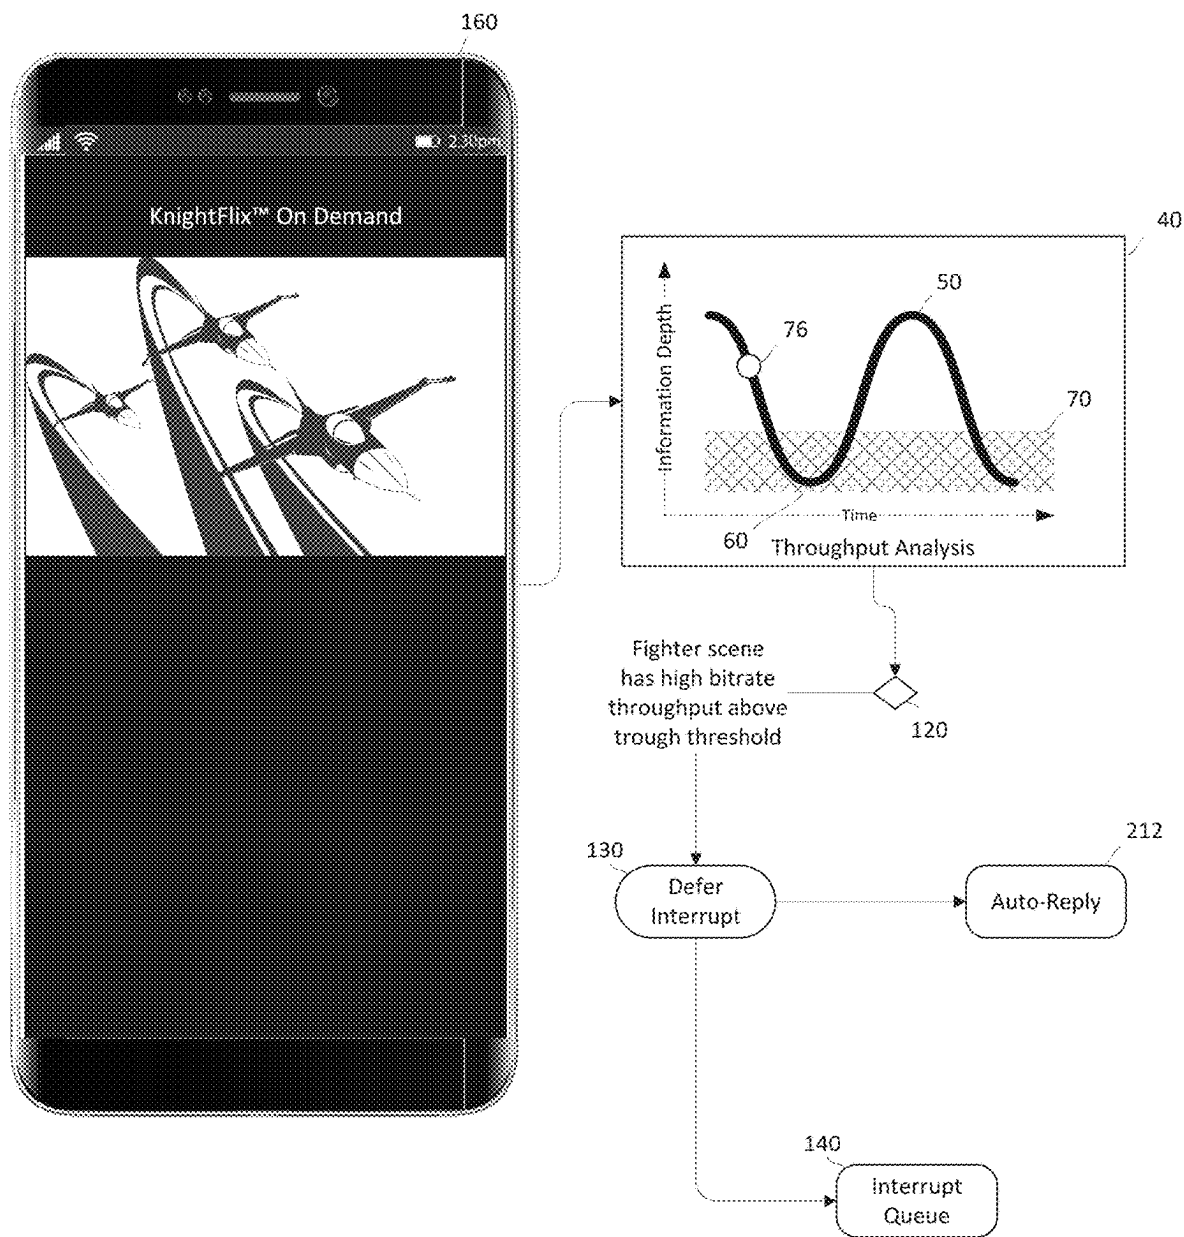 160
2:30pm
KnightFlix™ On Demand
40
50
Information Depth
76
70
Time
60
Throughput Analysis
Fighter scene
has high bitrate
throughput above
trough threshold
120
130
Defer
Interrupt
212
Auto-Reply
140
Interrupt
Queue